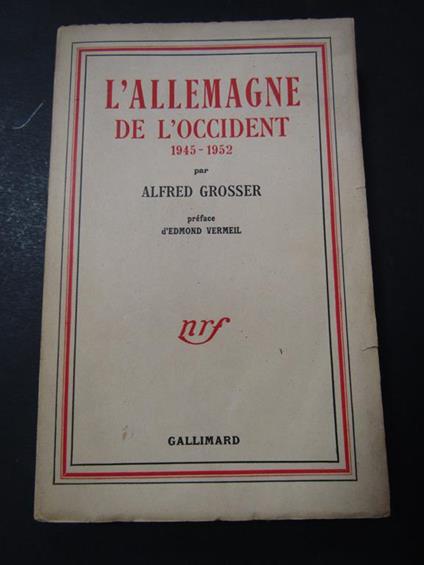 L'ALLEMAGNE
DE L'OCCIDENT
1945-1952
par
ALFRED GROSSER
préface
d'EDMOND VERMEIL
nrf
GALLIMARD